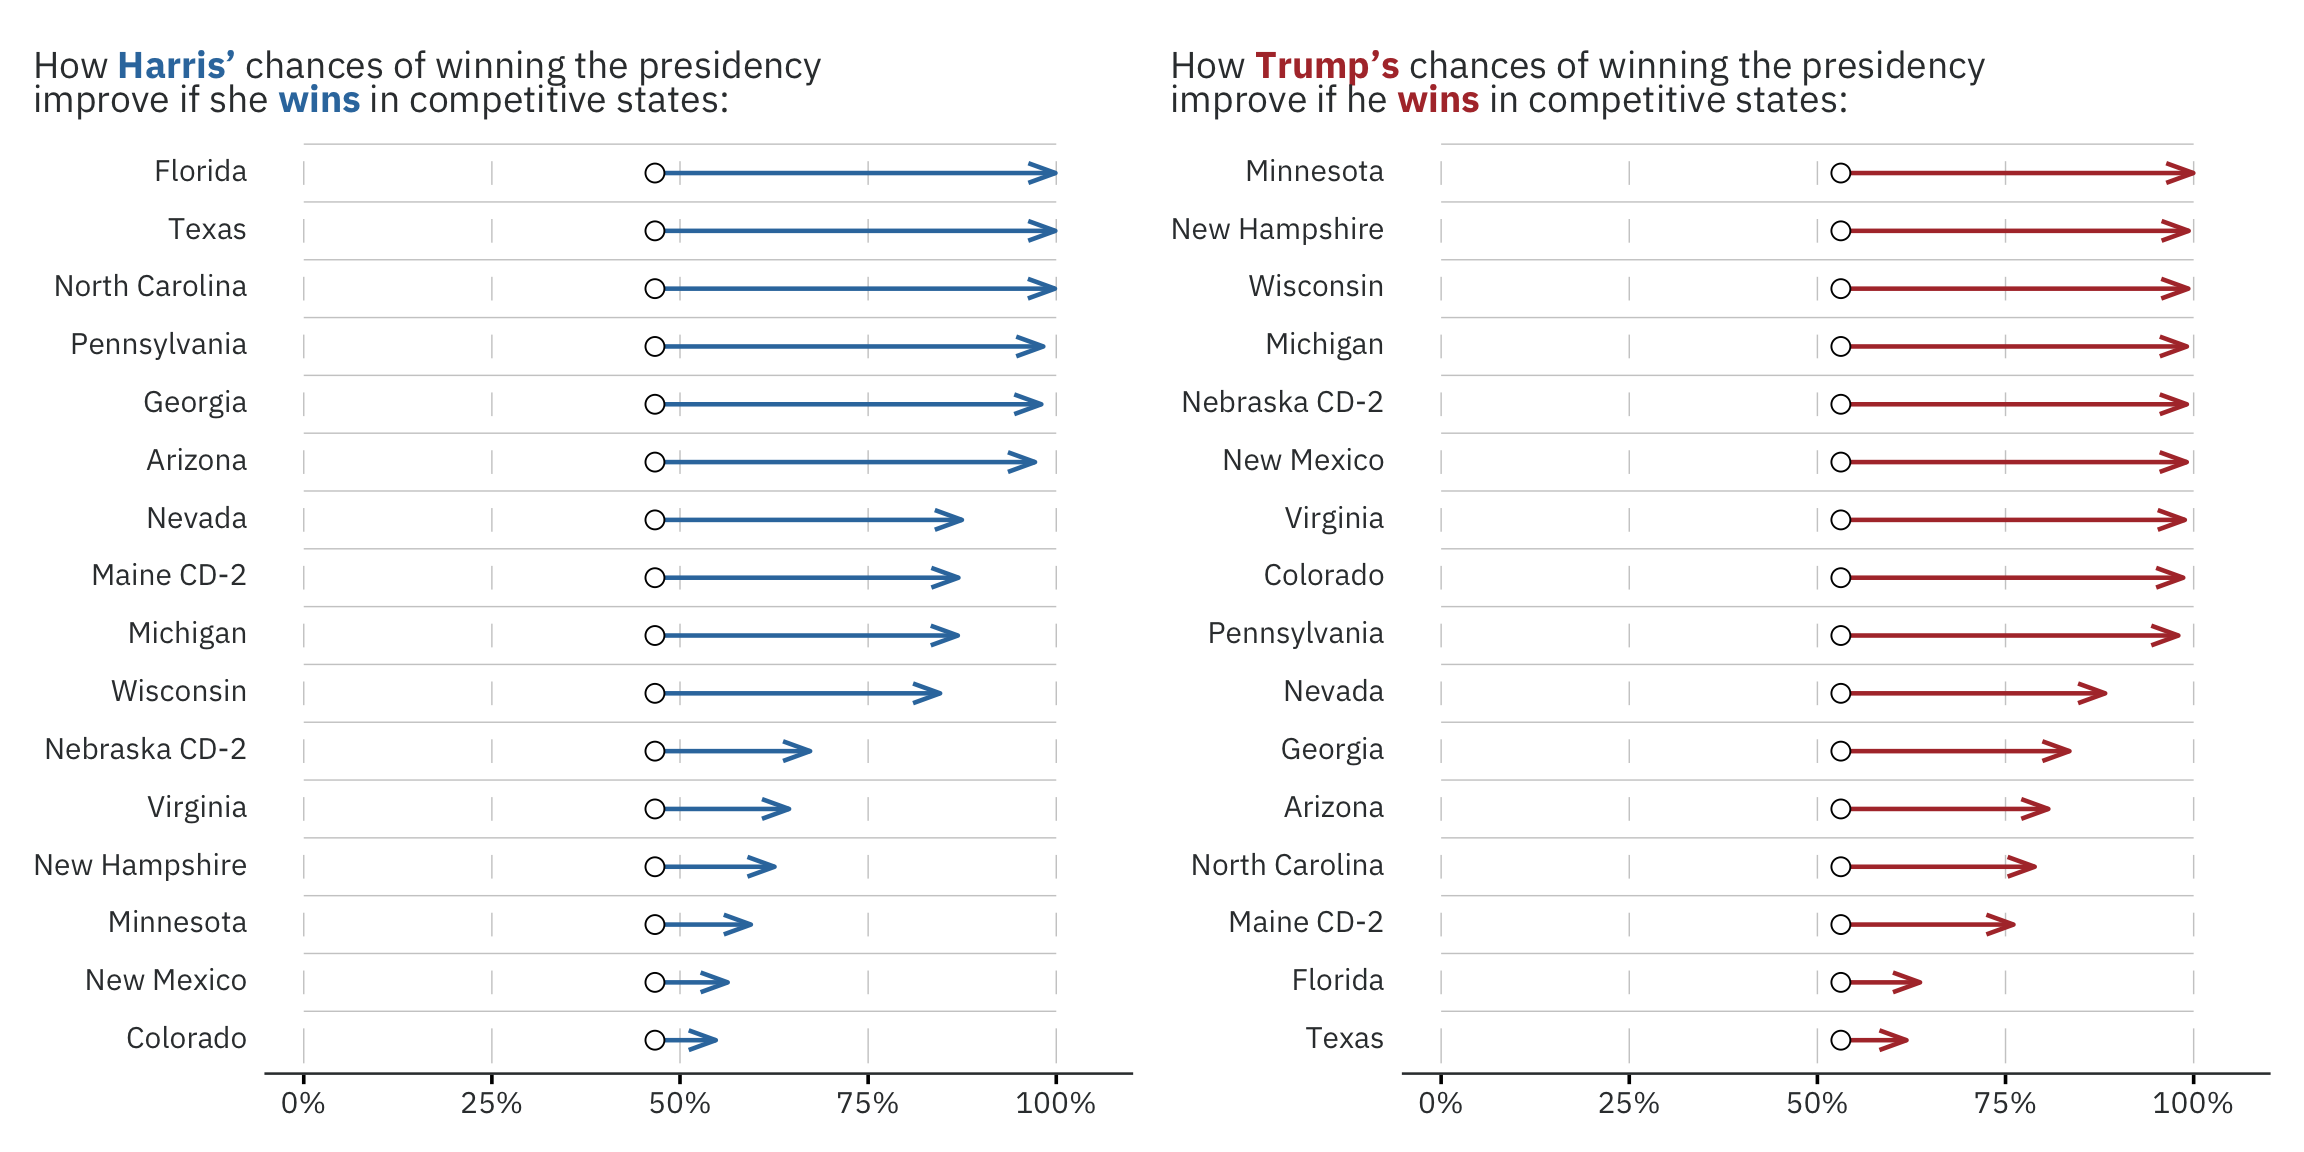 How Harris’ chances of winning the presidency
improve if she wins in competitive states:
Florida
Texas
North Carolina
Pennsylvania
Georgia
Arizona
Nevada
Maine CD-2
Michigan
Wisconsin
Nebraska CD-2
Virginia
New Hampshire
Minnesota
New Mexico
Colorado
0% 25% 50% 75% 100%
How Trump’s chances of winning the presidency
improve if he wins in competitive states:
Minnesota
New Hampshire
Wisconsin
Michigan
Nebraska CD-2
New Mexico
Virginia
Colorado
Pennsylvania
Nevada
Georgia
Arizona
North Carolina
Maine CD-2
Florida
Texas
0% 25% 50% 75% 100%